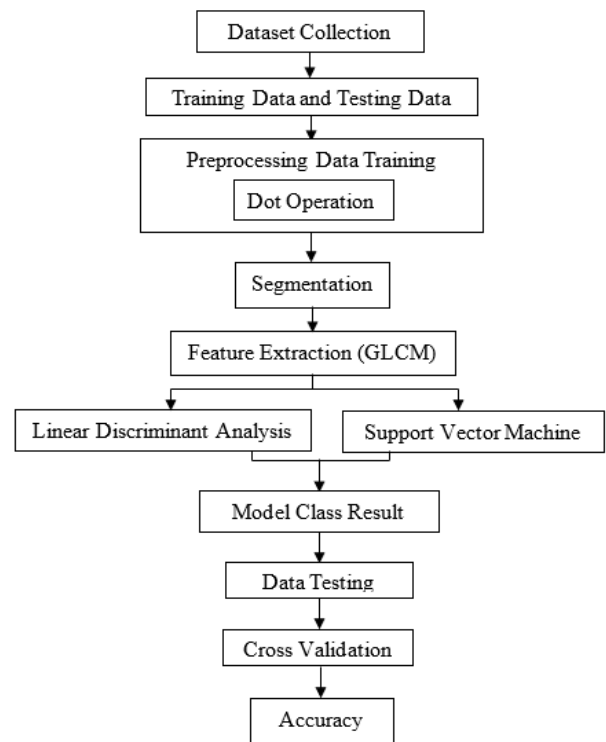 Dataset Collection
Training Data and Testing Data
Preprocessing Data Training
Dot Operation
Segmentation
Feature Extraction (GLCM)
Linear Discriminant Analysis
Support Vector Machine
Model Class Result
Data Testing
Cross Validation
Accuracy